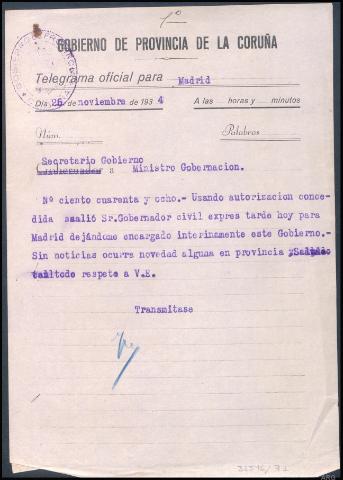 1º
GOBIERNO DE PROVINCIA DE LA CORUÑA
Telegrama oficial para Madrid
Día 26 de noviembre de 1934 A las horas y minutos
Núm. Palabros
Secretario Gobierno
a Ministro Gobernacion.
Nº ciento cuarenta y ocho.- Usando autorizacion conce-
dida salió Sr.Gobernador civil expres tarde hoy para
Madrid dejándome encargado interinamente este Gobierno.-
Sin noticias ocurra novedad alguna en provincia
todo respeto a V.E.
Transmitase
ARG